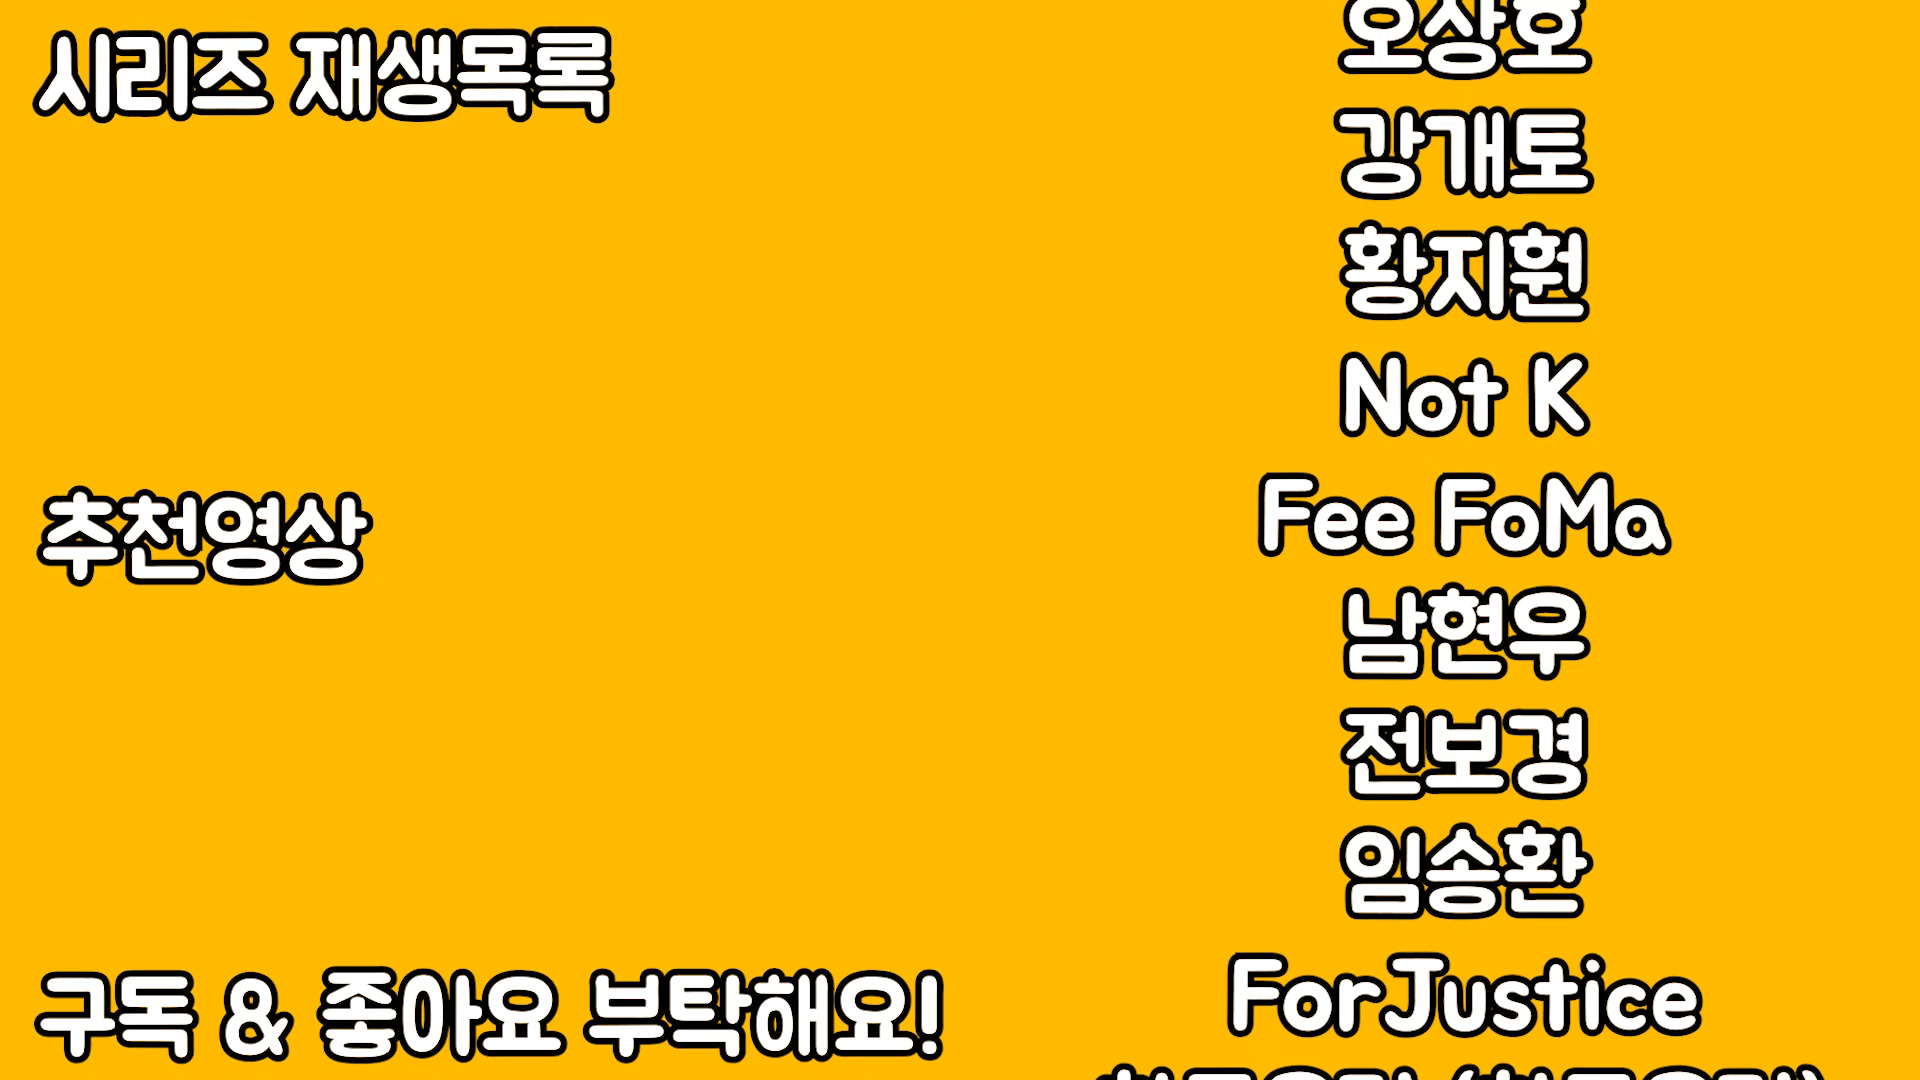 시리즈 재생목록
추천영상
구독 & 좋아요 부탁해요!
오상호
강개토
황지훤
Not K
Fee FoMa
남현우
전보경
임송환
ForJustice